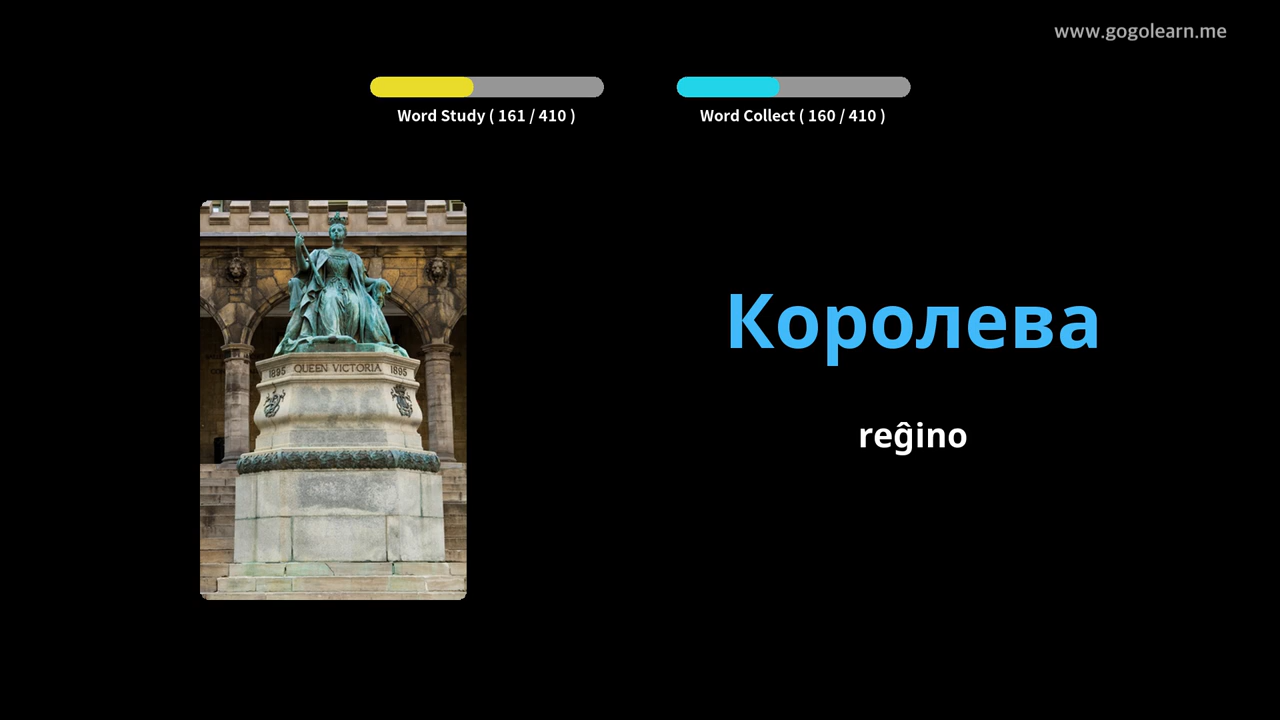 www.gogolearn.me
Word Study ( 161 / 410 )
Word Collect ( 160 / 410 )
1895 QUEEN VICTORIA 1895
Королева
reĝino